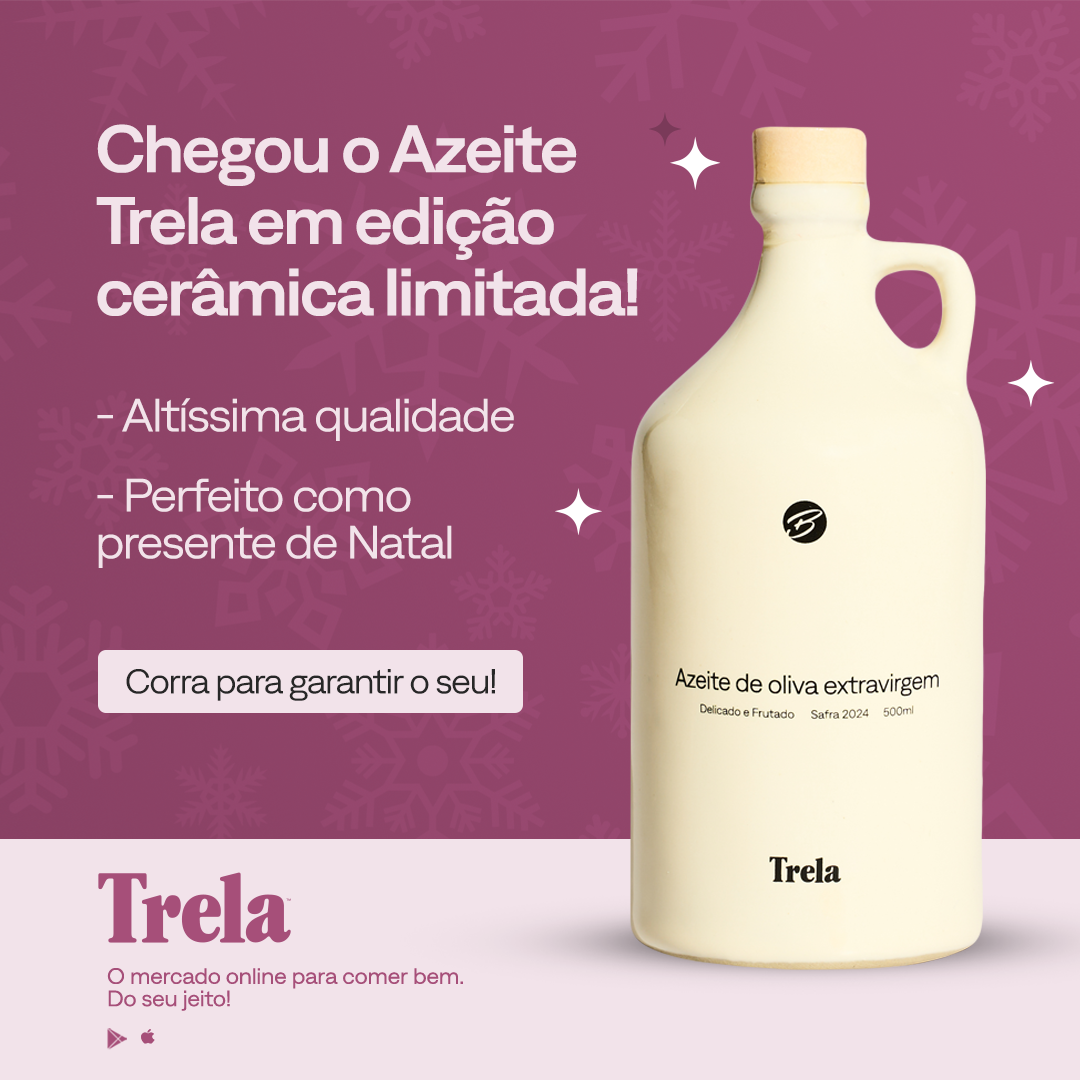 Chegou o Azeite
Trela em edição
cerâmica limitada!
- Altíssima qualidade
- Perfeito como
presente de Natal
Corra para garantir o seu!
B
Azeite de oliva extravirgem
Delicado e Frutado Safra 2024 500ml
Trela
Trela
O mercado online para comer bem.
Do seu jeito!